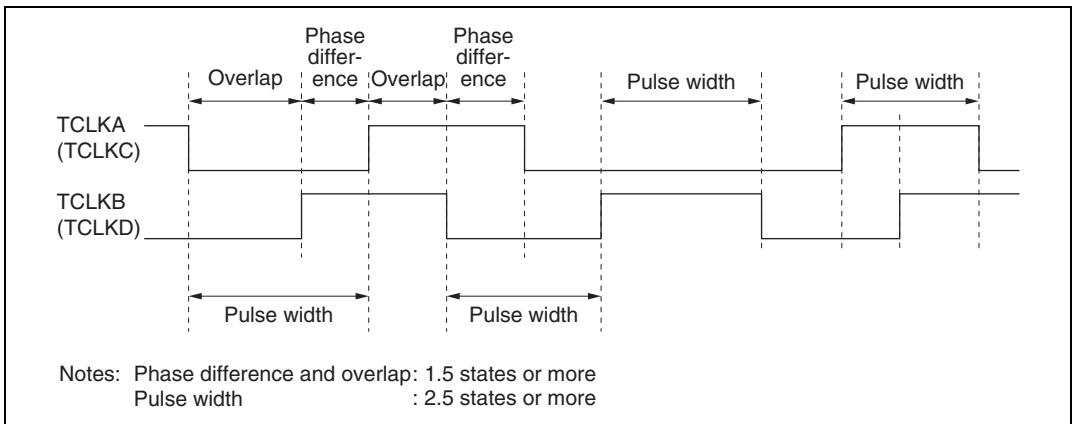 Phase
differ-
ence
Phase
differ-
ence
Overlap
Overlap
Pulse width
Pulse width
TCLKA
(TCLKC)
TCLKB
(TCLKD)
Pulse width
Pulse width
Notes: Phase difference and overlap : 1.5 states or more
Pulse width : 2.5 states or more